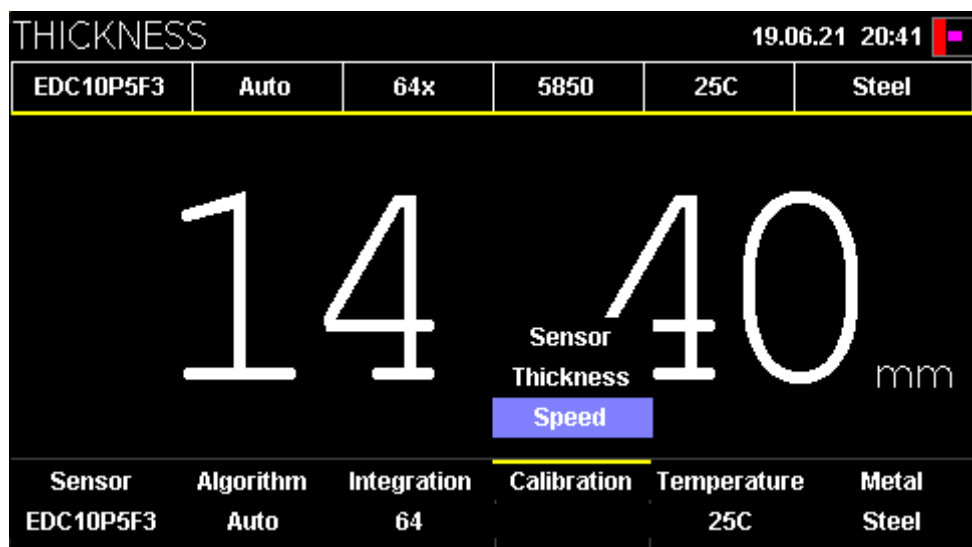 THICKNESS 19.06.21 20:41
EDC10P5F3 Auto 64x 5850 25C Steel
14 40 mm
Sensor
Thickness
Speed
Sensor Algorithm Integration Calibration Temperature Metal
EDC10P5F3 Auto 64 25C Steel